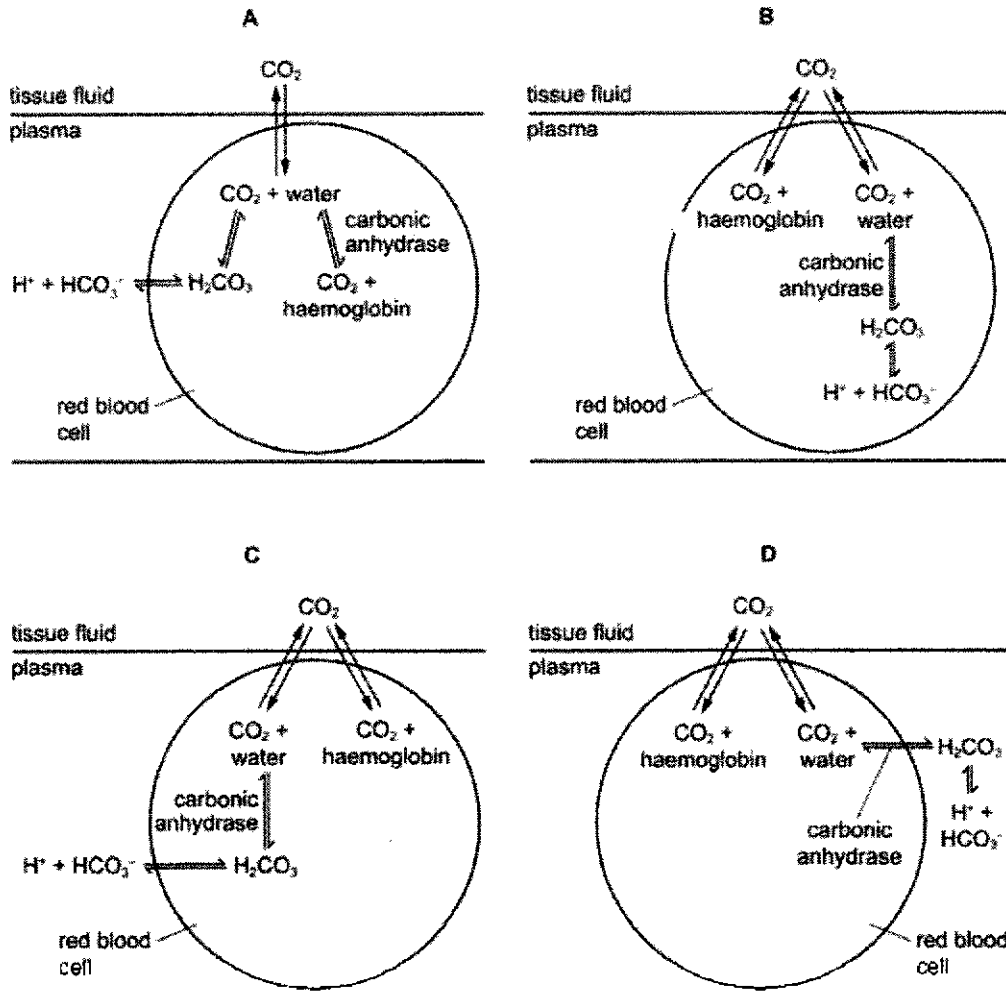 A
CO₂
tissue fluid
plasma
CO₂ + water
carbonic
anhydrase
H⁺ + HCO₃⁻
H₂CO₃
CO₂ +
haemoglobin
red blood
cell
B
CO₂
CO₂ +
haemoglobin
CO₂ +
water
carbonic
anhydrase
H₂CO₃
H⁺ + HCO₃⁻
red blood
cell
C
CO₂
tissue fluid
plasma
CO₂ +
water
CO₂ +
haemoglobin
carbonic
anhydrase
H⁺ + HCO₃⁻
H₂CO₃
red blood
cell
D
CO₂
tissue fluid
plasma
CO₂ +
haemoglobin
CO₂ +
water
H₂CO₃
H⁺ +
HCO₃⁻
carbonic
anhydrase
red blood
cell